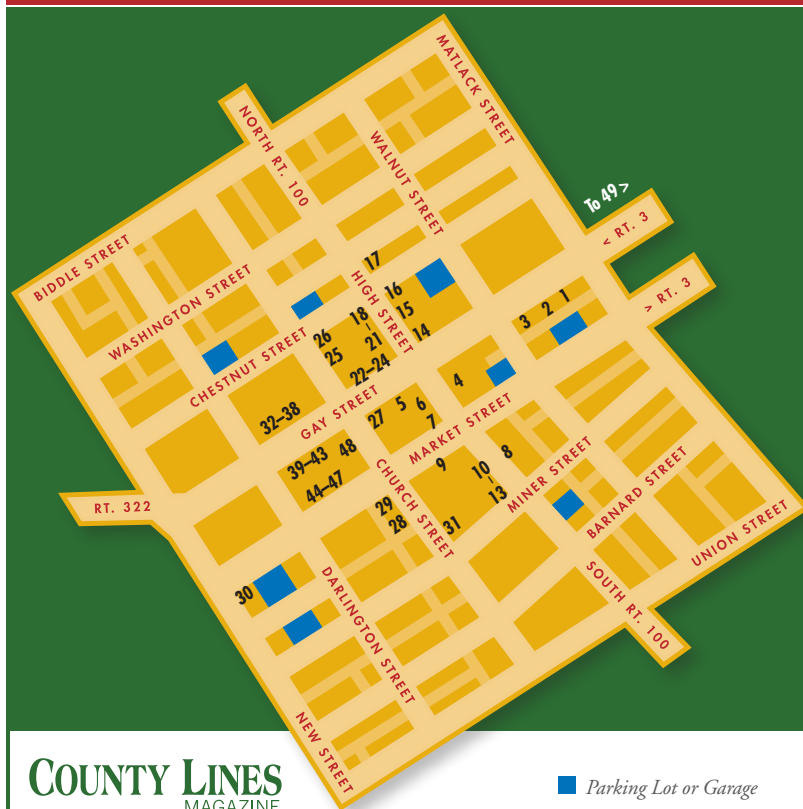 MATLACK STREET
NORTH RT. 100
WALNUT STREET
To 49 >
< RT. 3
> RT. 3
BIDDLE STREET
WASHINGTON STREET
HIGH STREET
17
16
15
14
3 2 1
18
-
21
26
25
22–24
CHESTNUT STREET
32–38
GAY STREET
27 5 6
7
4
MARKET STREET
39–43 48
44–47
CHURCH STREET
9
10
-
13
8
MINER STREET
29
28
31
RT. 322
BARNARD STREET
UNION STREET
30
DARLINGTON STREET
SOUTH RT. 100
NEW STREET
COUNTY LINES
MAGAZINE
Parking Lot or Garage